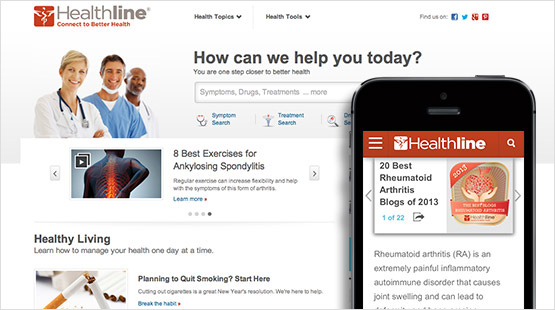 Healthline®
Connect to Better Health
Health Topics
Health Tools
Find us on:
How can we help you today?
You are one step closer to better health
Symptoms, Drugs, Treatments ... more
Symptom
Search
Treatment
Search
8 Best Exercises for
Ankylosing Spondylitis
Regular exercise can increase flexibility and help
with the symptoms of this form of arthritis.
Learn more »
Healthy Living
Learn how to manage your health one day at a time.
Planning to Quit Smoking? Start Here
Cutting out cigarettes is a great New Year's resolution. We're here to help.
Break the habit »
Healthline
20 Best
Rheumatoid
Arthritis
Blogs of 2013
1 of 22
2013
THE BEST BLOGS
RHEUMATOID ARTHRITIS
Healthline
Rheumatoid arthritis (RA) is an
extremely painful inflammatory
autoimmune disorder that causes
joint swelling and can lead to